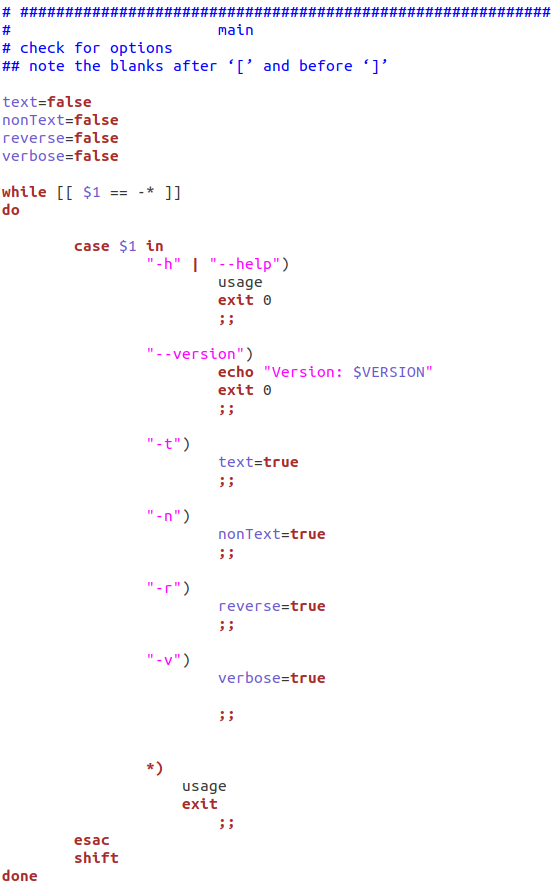 # ###########################################################
#                       main
# check for options
## note the blanks after ‘[’ and before ‘]’

text=false
nonText=false
reverse=false
verbose=false

while [[ $1 == -* ]]
do

        case $1 in
                "-h" | "--help")
                        usage
                        exit 0
                        ;;

                "--version")
                        echo "Version: $VERSION"
                        exit 0
                        ;;

                "-t")
                        text=true
                        ;;

                "-n")
                        nonText=true
                        ;;

                "-r")
                        reverse=true
                        ;;

                "-v")
                        verbose=true

                        ;;


                *)
                    usage
                    exit
                        ;;
        esac
        shift
done